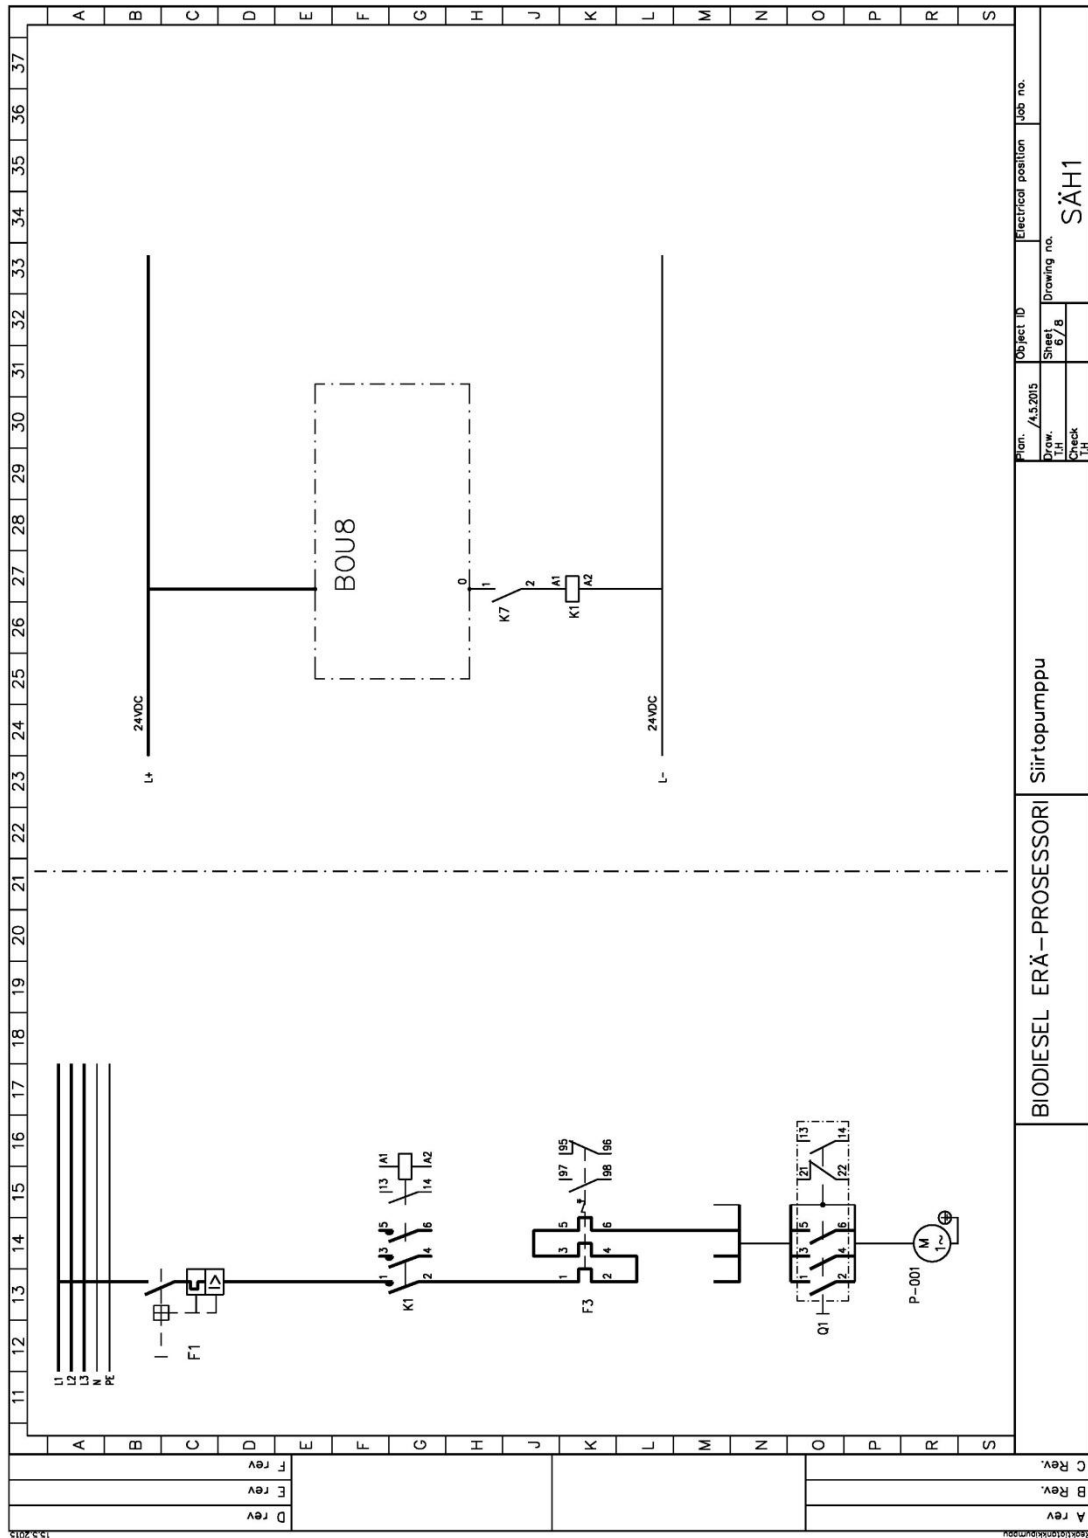 A B C D E F G H J K L M N O P R S
11 12 13 14 15 16 17 18 19 20 21 22 23 24 25 26 27 28 29 30 31 32 33 34 35 36 37
L1
L2
L3
N
PE
F1
I>
1 3 5 13 A1
2 4 6 14 A2
K1
1 3 5 97 95
2 4 6 98 96
F3
1 3 5 21 13
2 4 6 22 14
Q1
M
1~
P-001
L+
24VDC
BOU8
0
1
K7
2
A1
K1
A2
L-
24VDC
A B C D E F G H J K L M N O P R S
BIODIESEL ERÄ-PROSESSORI
Siirtopumppu
Plan. /4.5.2015
Draw. T.H
Check T.H
Object ID
Sheet 6/8
Electrical position
Job no.
Drawing no.
SÄH1
A rev
B Rev.
C Rev.
D rev
E rev
F rev
15.5.2015